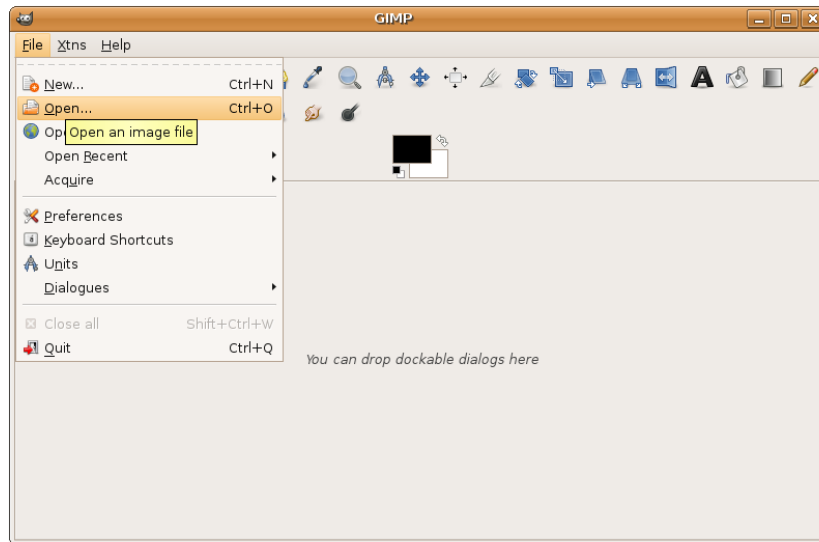 GIMP
File Xtns Help
New... Ctrl+N
Open... Ctrl+O
Open an image file
Open Recent
Acquire
Preferences
Keyboard Shortcuts
Units
Dialogues
Close all Shift+Ctrl+W
Quit Ctrl+Q
You can drop dockable dialogs here